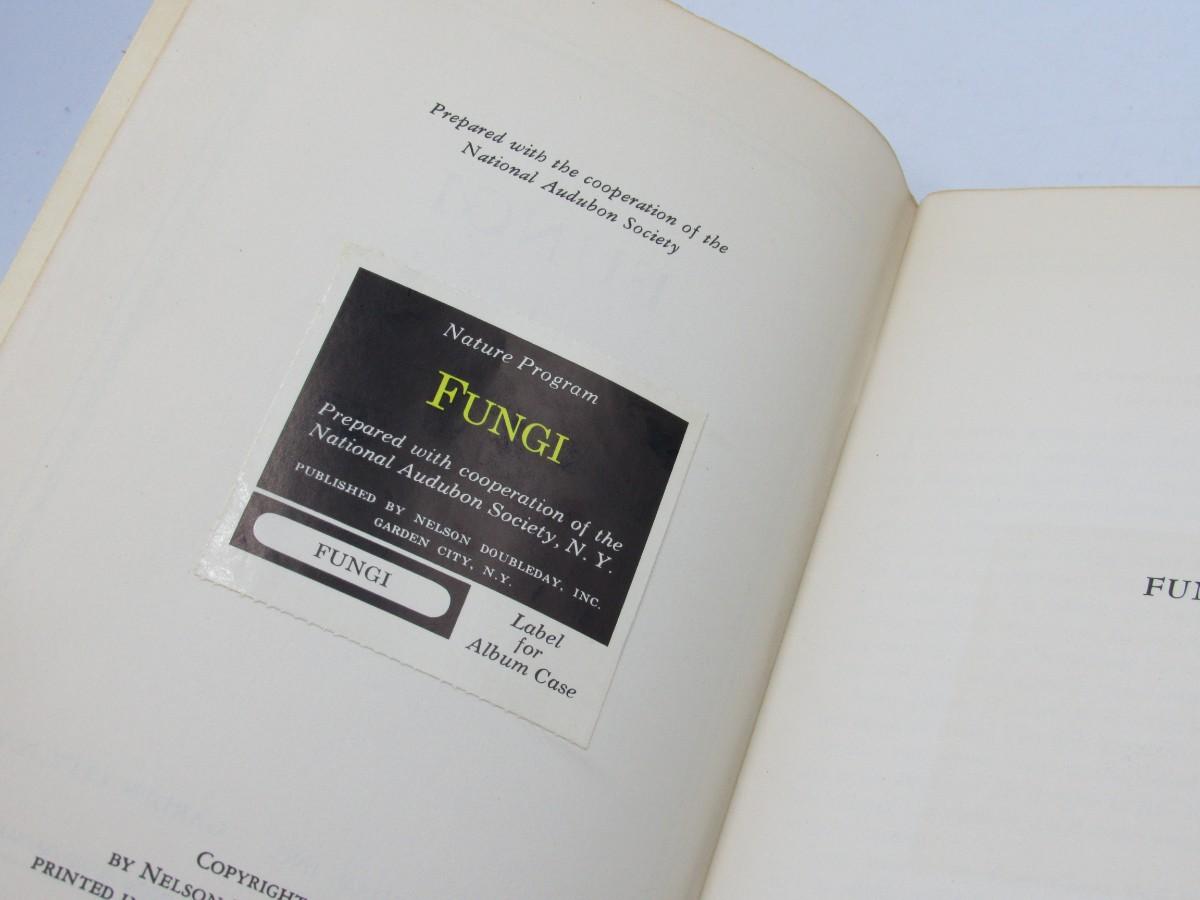 Prepared with the cooperation of the
National Audubon Society
Nature Program
FUNGI
Prepared with cooperation of the
National Audubon Society, N. Y.
PUBLISHED BY NELSON DOUBLEDAY, INC.
GARDEN CITY, N.Y.
FUNGI
Label
for
Album Case
COPYRIGHT
BY NELSON
PRINTED
FUN